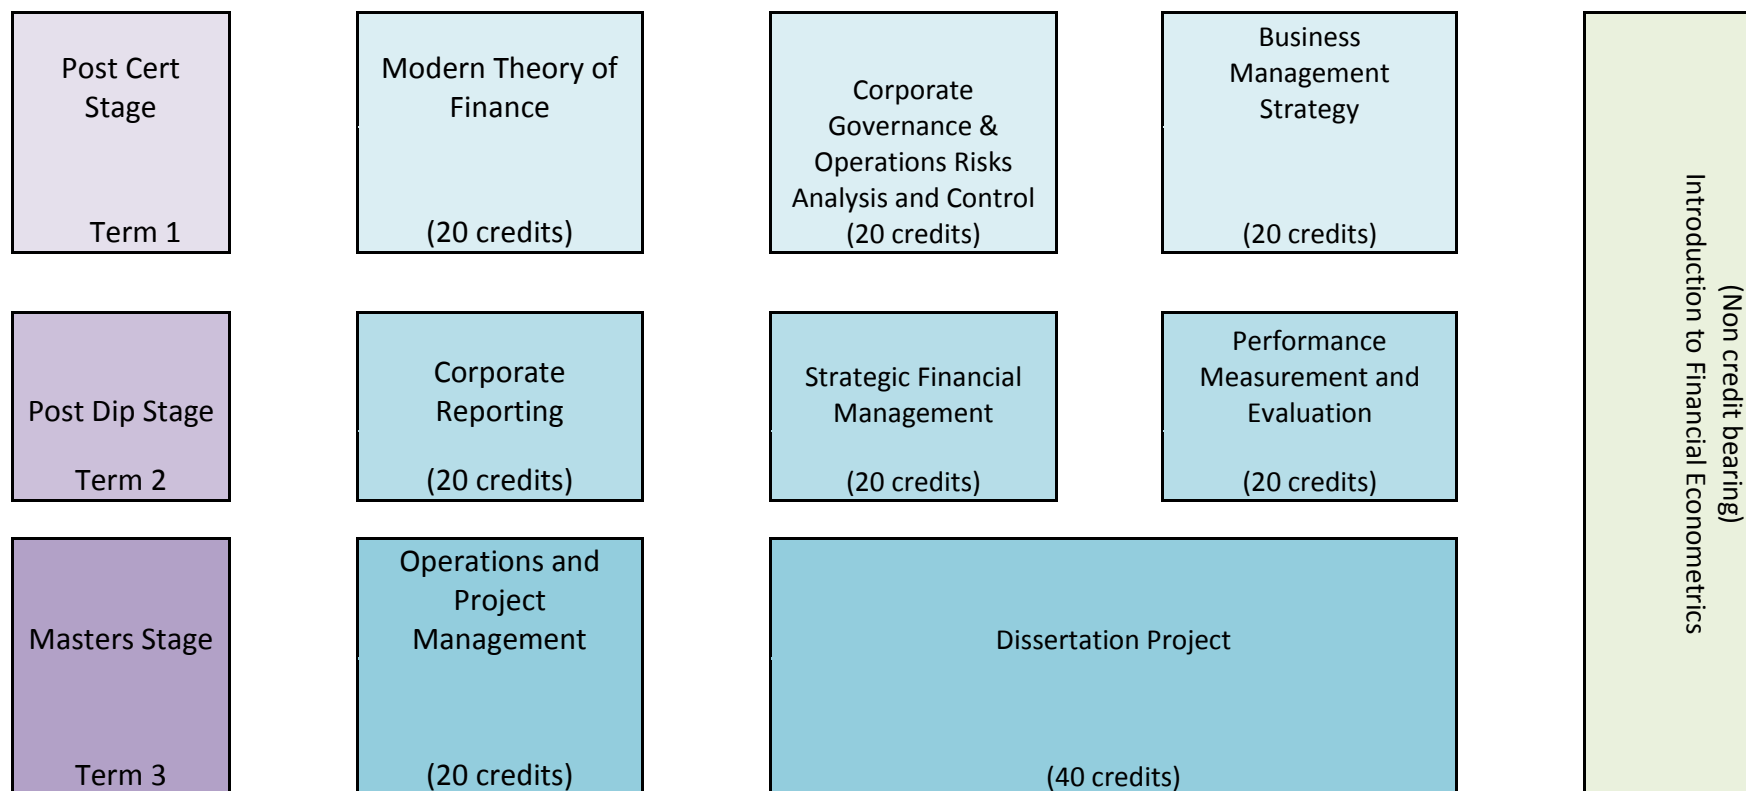 Post Cert
Stage
Term 1
Modern Theory of
Finance
(20 credits)
Corporate
Governance &
Operations Risks
Analysis and Control
(20 credits)
Business
Management
Strategy
(20 credits)
Post Dip Stage
Term 2
Corporate
Reporting
(20 credits)
Strategic Financial
Management
(20 credits)
Performance
Measurement and
Evaluation
(20 credits)
Masters Stage
Term 3
Operations and
Project
Management
(20 credits)
Dissertation Project
(40 credits)
(Non credit bearing)
Introduction to Financial Econometrics